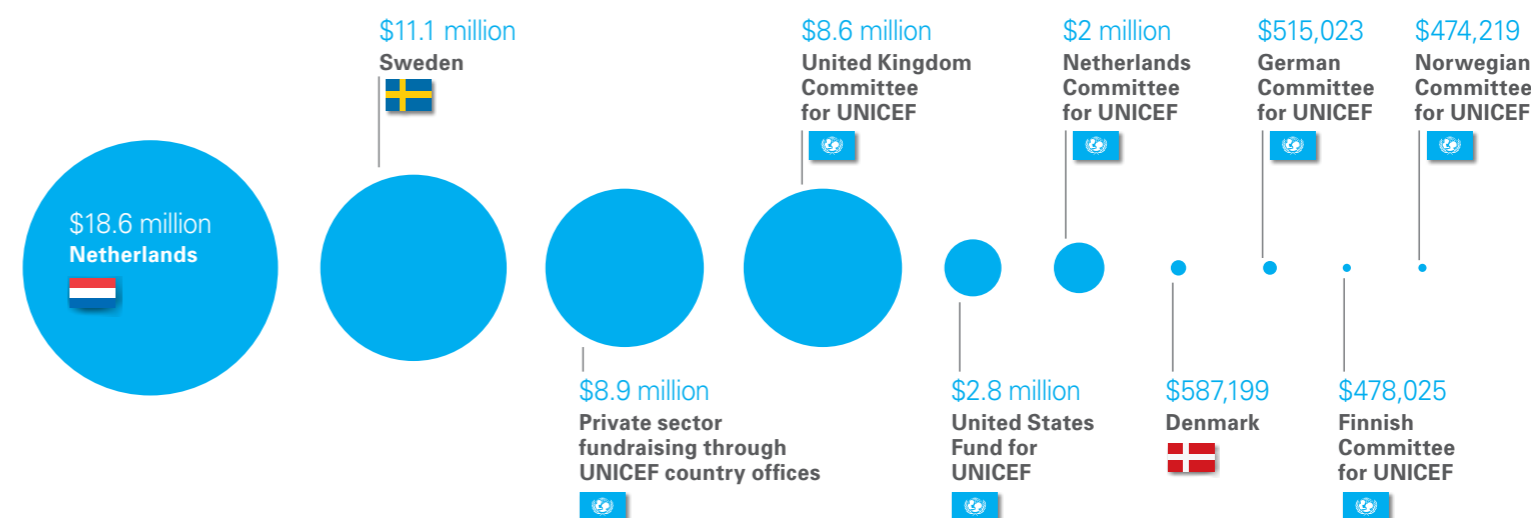 $18.6 million
Netherlands
$11.1 million
Sweden
$8.9 million
Private sector
fundraising through
UNICEF country offices
$8.6 million
United Kingdom
Committee
for UNICEF
$2.8 million
United States
Fund for
UNICEF
$2 million
Netherlands
Committee
for UNICEF
$587,199
Denmark
$515,023
German
Committee
for UNICEF
$478,025
Finnish
Committee
for UNICEF
$474,219
Norwegian
Committee
for UNICEF